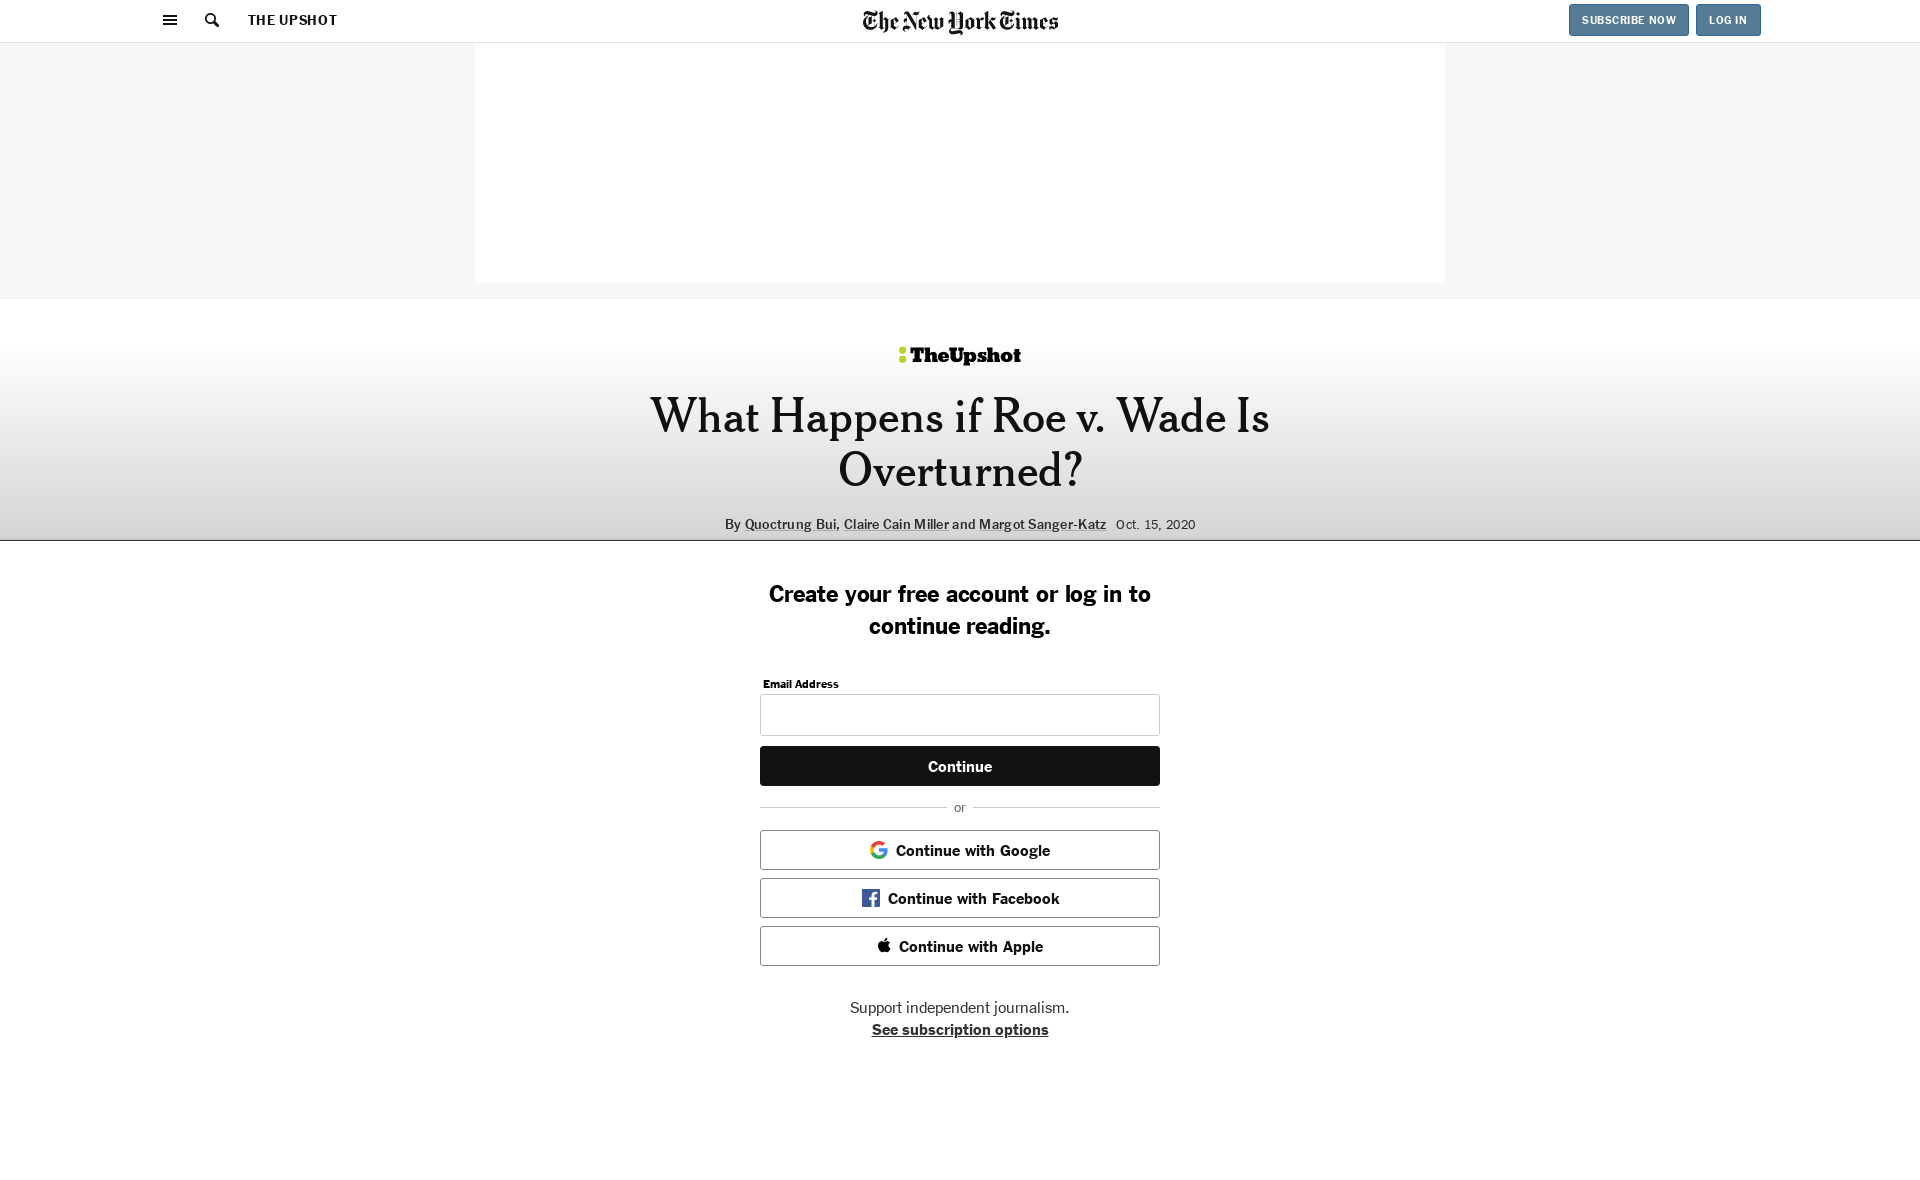 THE UPSHOT
The New York Times
SUBSCRIBE NOW
LOG IN
TheUpshot
What Happens if Roe v. Wade Is
Overturned?
By Quoctrung Bui, Claire Cain Miller and Margot Sanger-Katz Oct. 15, 2020
Create your free account or log in to
continue reading.
Email Address
Continue
or
Continue with Google
Continue with Facebook
Continue with Apple
Support independent journalism.
See subscription options